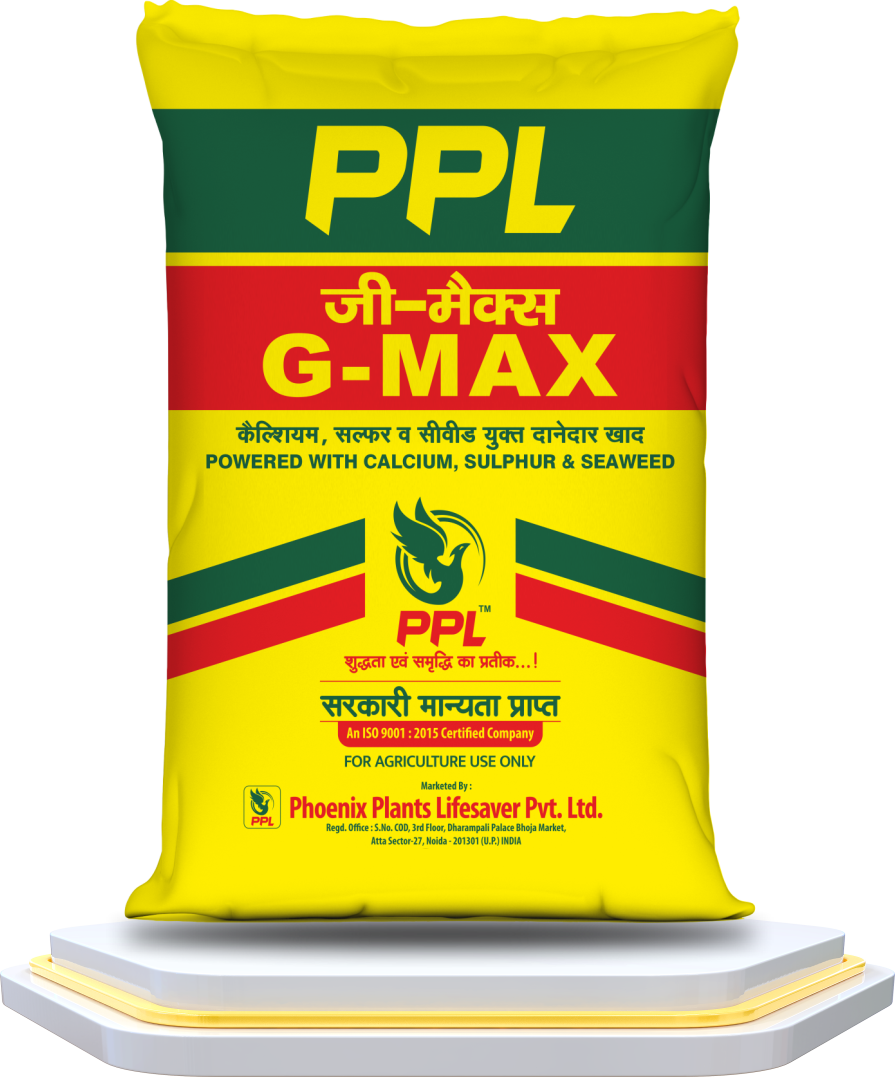 PPL
जी-मैक्स
G-MAX
कैल्शियम, सल्फर व सीवीड युक्त दानेदार खाद
POWERED WITH CALCIUM, SULPHUR & SEAWEED
PPL™
शुद्धता एवं समृद्धि का प्रतीक...!
सरकारी मान्यता प्राप्त
An ISO 9001 : 2015 Certified Company
FOR AGRICULTURE USE ONLY
Marketed By :
PPL
Phoenix Plants Lifesaver Pvt. Ltd.
Regd. Office : S.No. COD, 3rd Floor, Dharampali Palace Bhoja Market,
Atta Sector-27, Noida - 201301 (U.P.) INDIA